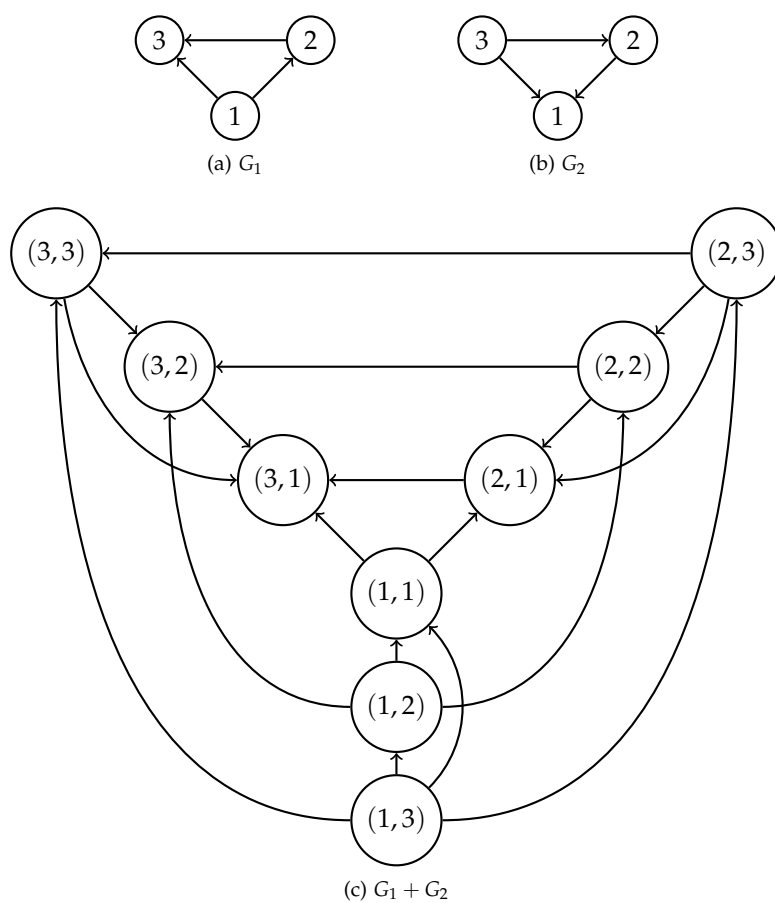 3 2 3 2
1 1
(a) G₁ (b) G₂
(3, 3) (2, 3)
(3, 2) (2, 2)
(3, 1) (2, 1)
(1, 1)
(1, 2)
(1, 3)
(c) G₁ + G₂